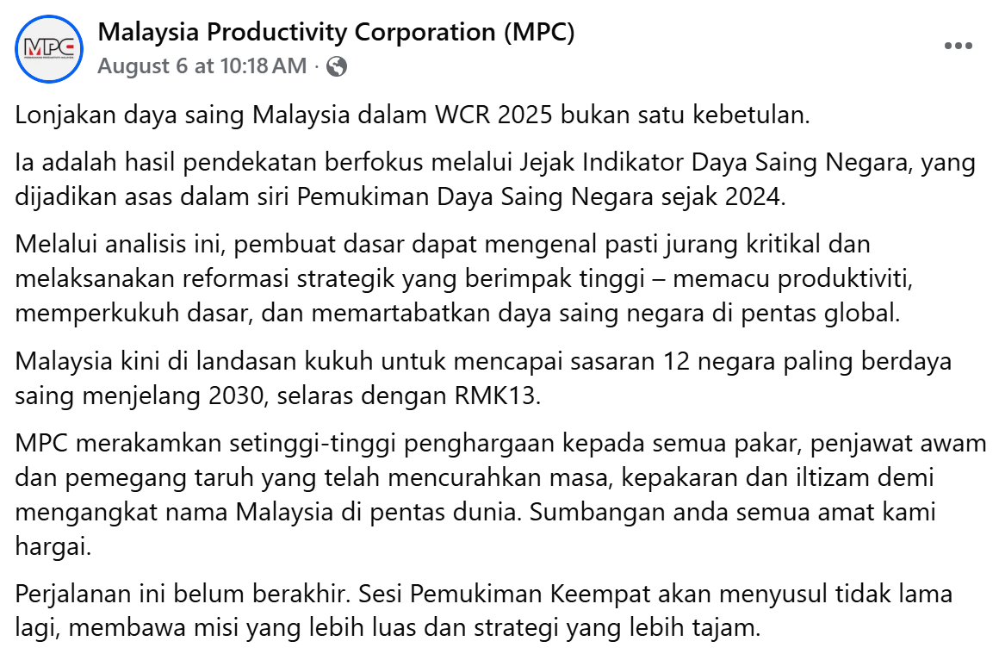 Malaysia Productivity Corporation (MPC)
August 6 at 10:18 AM ·
MPC
Lonjakan daya saing Malaysia dalam WCR 2025 bukan satu kebetulan.
Ia adalah hasil pendekatan berfokus melalui Jejak Indikator Daya Saing Negara, yang
dijadikan asas dalam siri Pemukiman Daya Saing Negara sejak 2024.
Melalui analisis ini, pembuat dasar dapat mengenal pasti jurang kritikal dan
melaksanakan reformasi strategik yang berimpak tinggi – memacu produktiviti,
memperkukuh dasar, dan memartabatkan daya saing negara di pentas global.
Malaysia kini di landasan kukuh untuk mencapai sasaran 12 negara paling berdaya
saing menjelang 2030, selaras dengan RMK13.
MPC merakamkan setinggi-tinggi penghargaan kepada semua pakar, penjawat awam
dan pemegang taruh yang telah mencurahkan masa, kepakaran dan iltizam demi
mengangkat nama Malaysia di pentas dunia. Sumbangan anda semua amat kami
hargai.
Perjalanan ini belum berakhir. Sesi Pemukiman Keempat akan menyusul tidak lama
lagi, membawa misi yang lebih luas dan strategi yang lebih tajam.